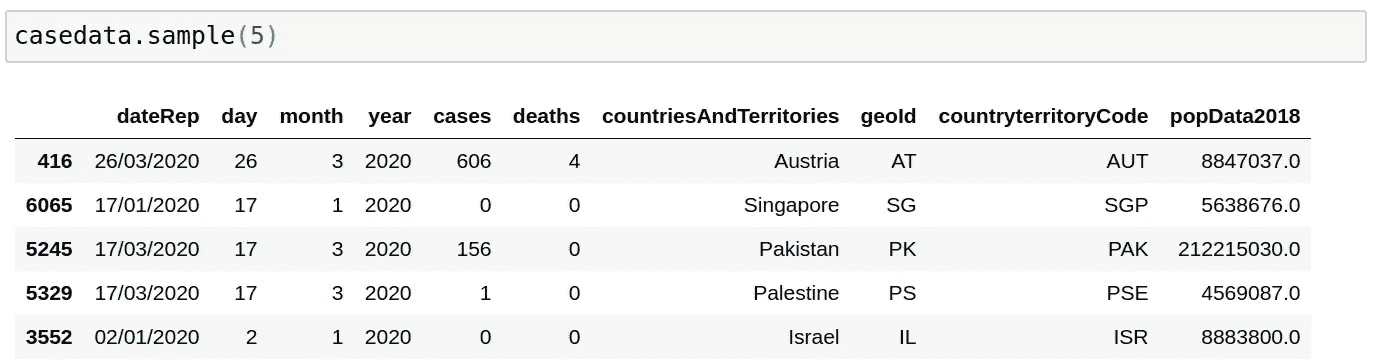 casedata.sample(5)
dateRep day month year cases deaths countriesAndTerritories geoId countryterritoryCode popData2018
416 26/03/2020 26 3 2020 606 4 Austria AT AUT 8847037.0
6065 17/01/2020 17 1 2020 0 0 Singapore SG SGP 5638676.0
5245 17/03/2020 17 3 2020 156 0 Pakistan PK PAK 212215030.0
5329 17/03/2020 17 3 2020 1 0 Palestine PS PSE 4569087.0
3552 02/01/2020 2 1 2020 0 0 Israel IL ISR 8883800.0